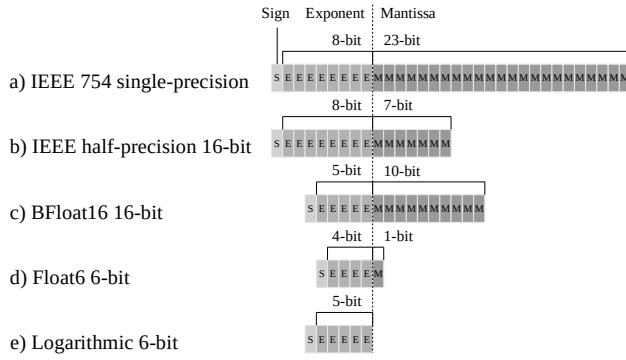 Sign Exponent Mantissa
8-bit 23-bit
a) IEEE 754 single-precision S E E E E E E E E M M M M M M M M M M M M M M M M M M M M M M M
8-bit 7-bit
b) IEEE half-precision 16-bit S E E E E E E E E M M M M M M M
5-bit 10-bit
c) BFloat16 16-bit S E E E E E M M M M M M M M M M
4-bit 1-bit
d) Float6 6-bit S E E E E M
5-bit
e) Logarithmic 6-bit S E E E E E